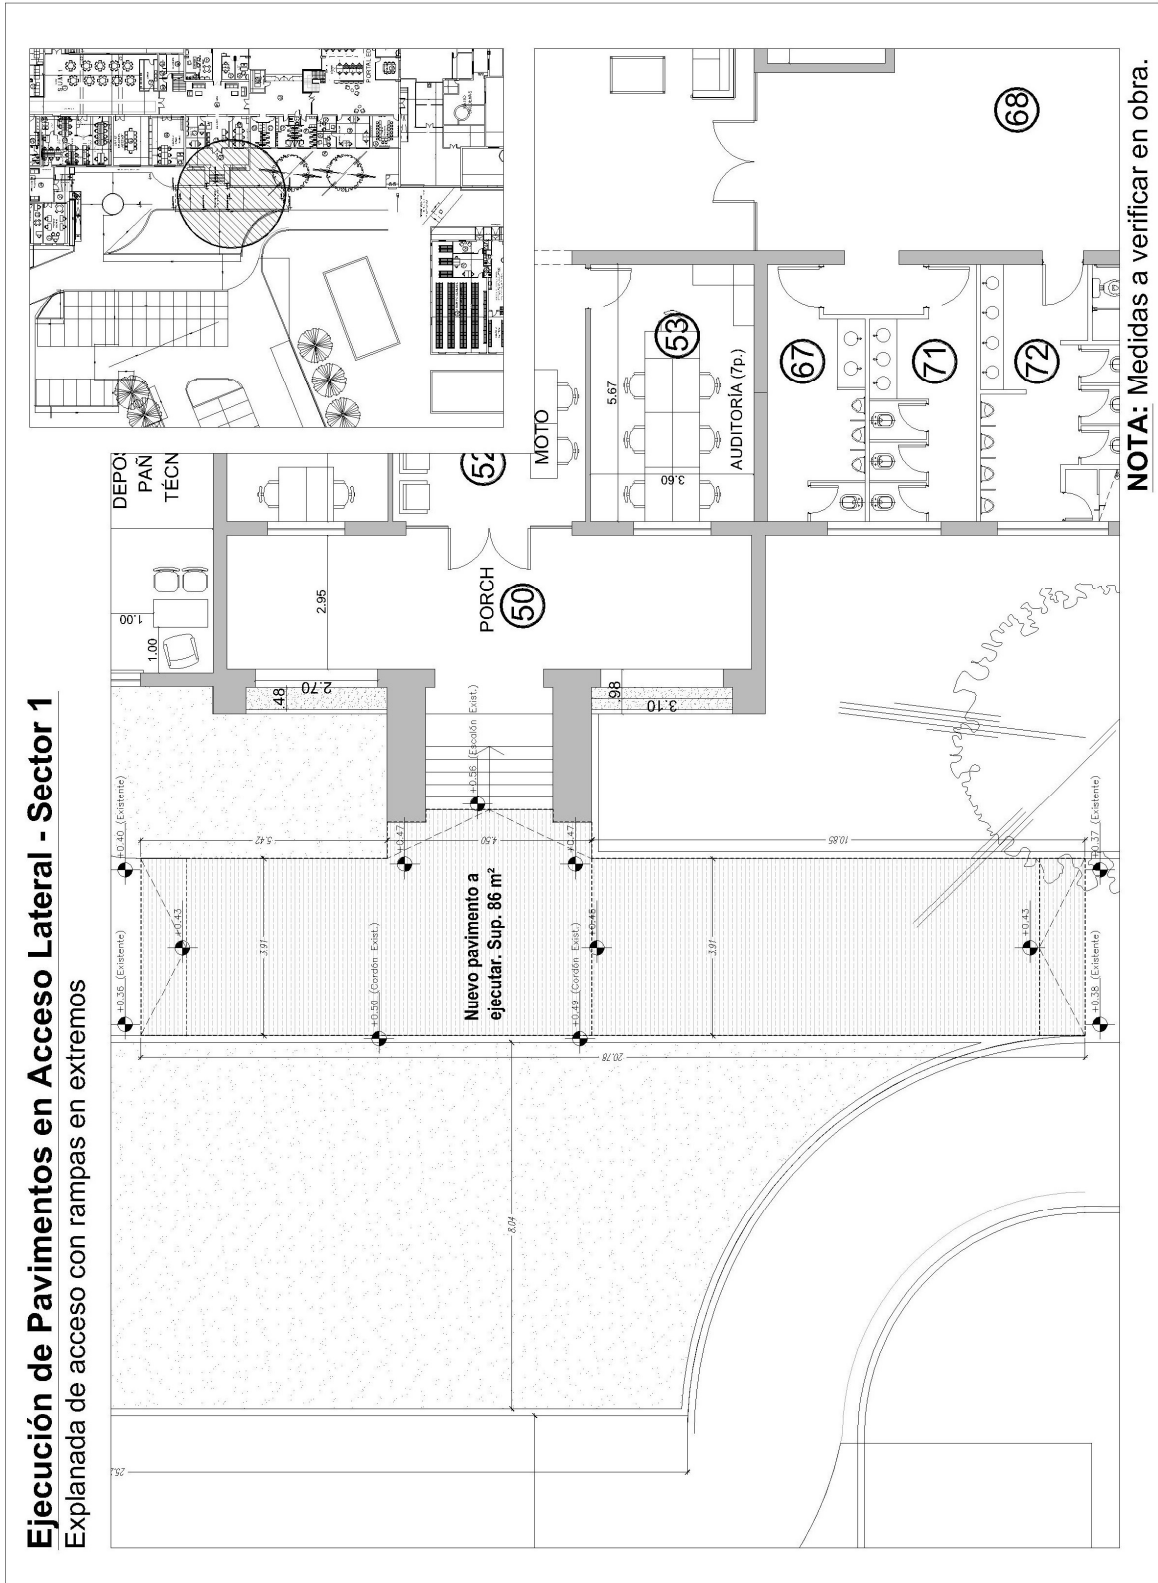 Ejecución de Pavimentos en Acceso Lateral - Sector 1
Explanada de acceso con rampas en extremos
DEPOS
PAÑ
TÉCN
1.00
1.00
2.95
PORCH
50
52
MOTO
5.67
3.60
53
AUDITORÍA (7p.)
67
71
72
68
.48
2.70
.98
3.10
+0.56 (Escalón Exist.)
+0.40 (Existente)
+0.36 (Existente)
+0.43
5.42
4.50
10.85
+0.47
+0.47
3.91
3.91
Nuevo pavimento a
ejecutar. Sup. 86 m²
+0.50 (Cordón Exist.)
+0.49 (Cordón Exist.)
+0.43
+0.37 (Existente)
+0.38 (Existente)
20.78
8.04
NOTA: Medidas a verificar en obra.